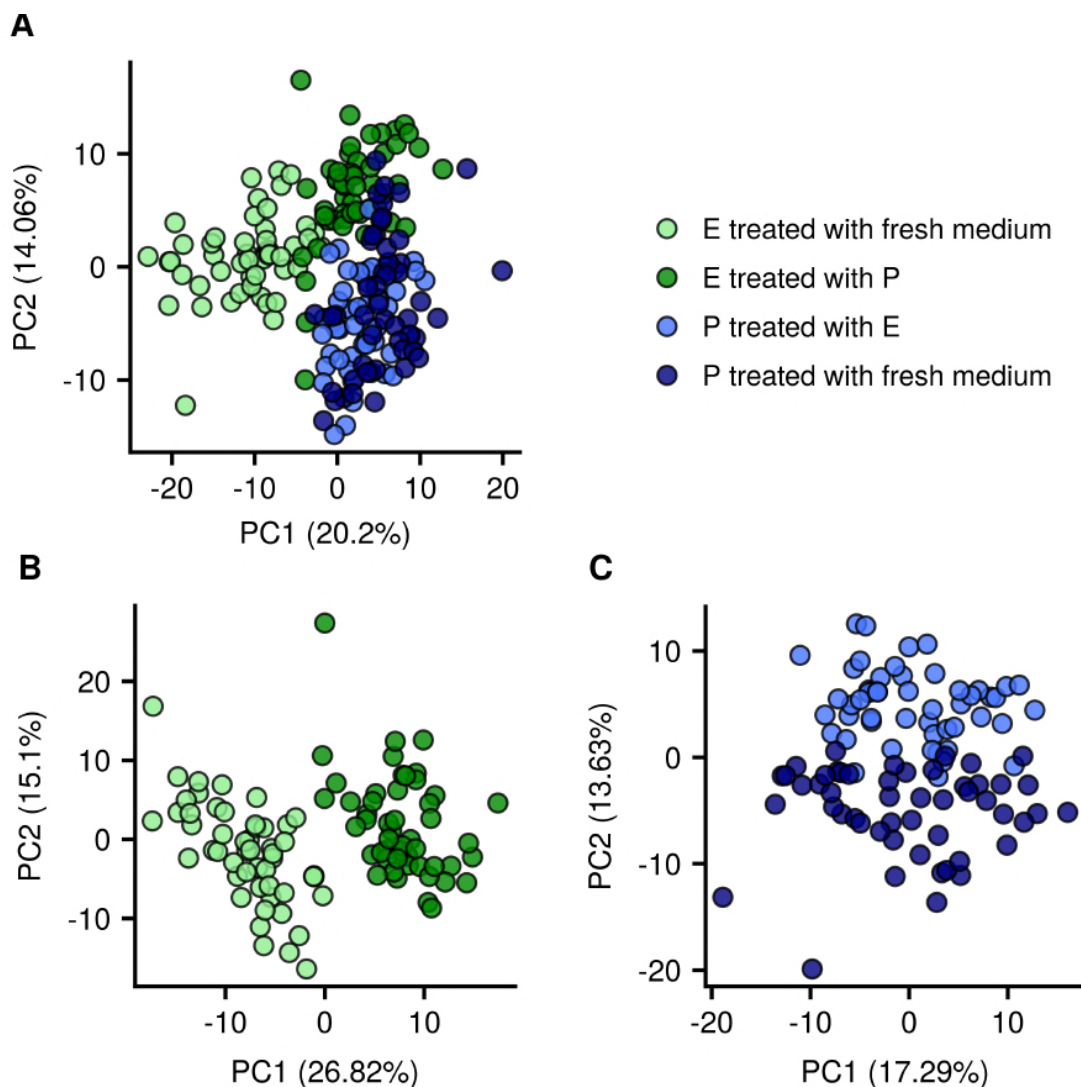 A
10
0
-10
PC2 (14.06%)
-20 -10 0 10 20
PC1 (20.2%)
E treated with fresh medium
E treated with P
P treated with E
P treated with fresh medium
B
20
10
0
-10
PC2 (15.1%)
-10 0 10
PC1 (26.82%)
C
10
0
-10
-20
PC2 (13.63%)
-20 -10 0 10
PC1 (17.29%)